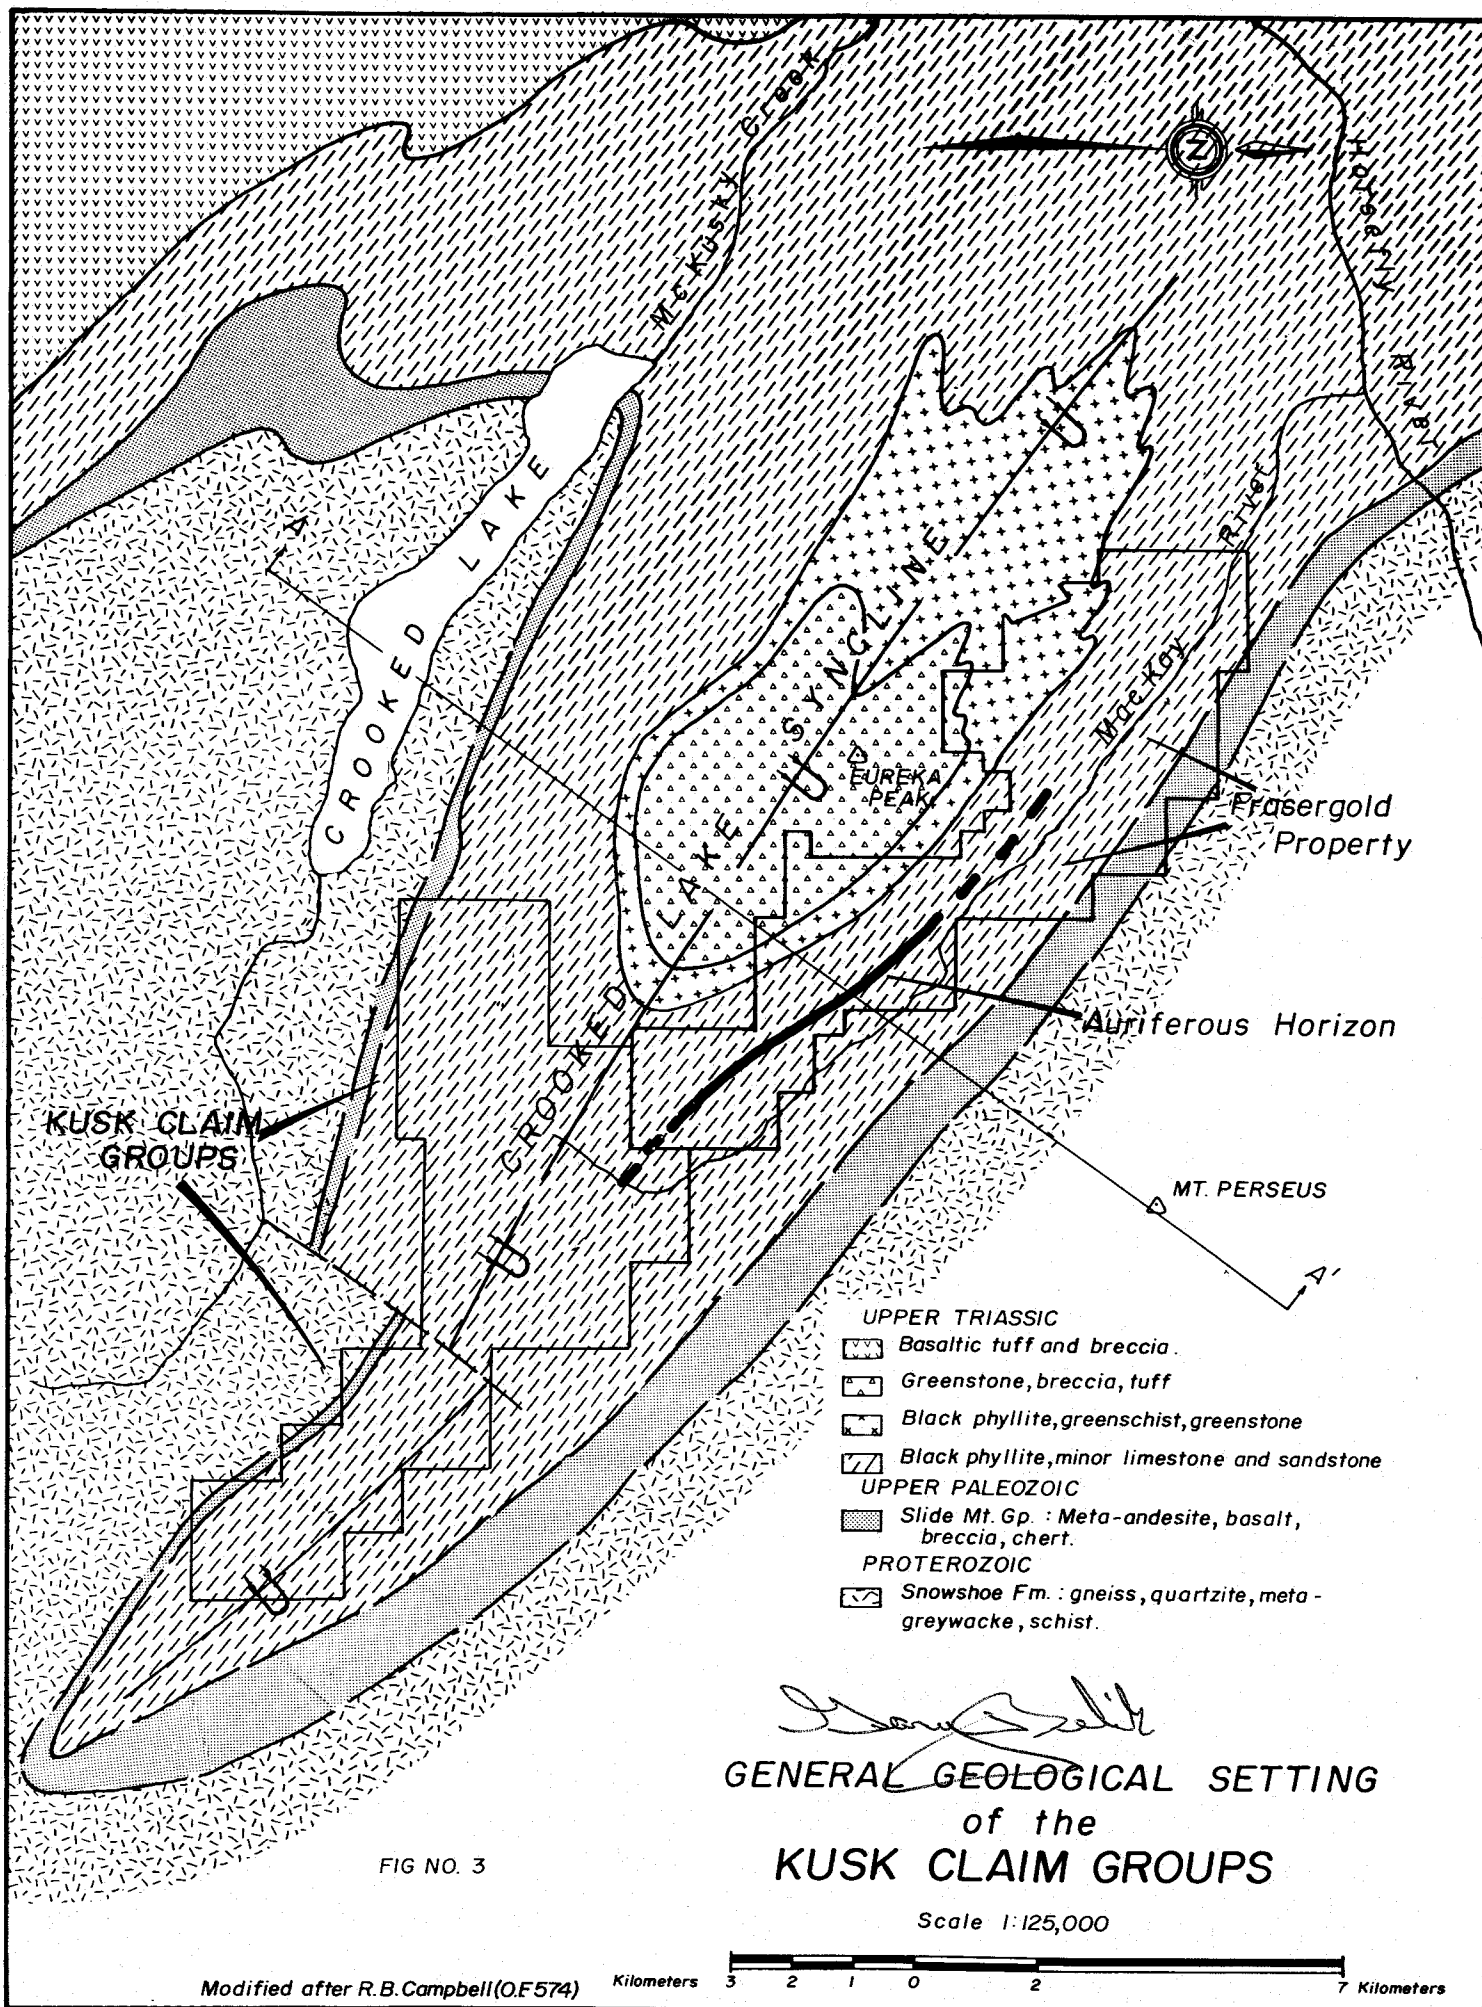 McKusky Creek
Horsefly River
N
CROOKED LAKE
A
CROOKED LAKE SYNCLINE
EUREKA
PEAK
MacKay River
Frasergold
Property
Auriferous Horizon
KUSK CLAIM
GROUPS
MT. PERSEUS
A'
UPPER TRIASSIC
Basaltic tuff and breccia.
Greenstone, breccia, tuff
Black phyllite, greenschist, greenstone
Black phyllite, minor limestone and sandstone
UPPER PALEOZOIC
Slide Mt. Gp. : Meta-andesite, basalt,
breccia, chert.
PROTEROZOIC
Snowshoe Fm. : gneiss, quartzite, meta-
greywacke, schist.
GENERAL GEOLOGICAL SETTING
of the
KUSK CLAIM GROUPS
FIG NO. 3
Scale 1:125,000
Modified after R.B. Campbell (O.F 574)
Kilometers 3 2 1 0 2 7 Kilometers